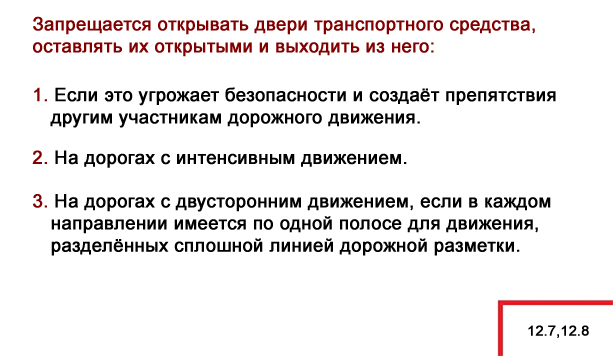 Запрещается открывать двери транспортного средства,
оставлять их открытыми и выходить из него:
1. Если это угрожает безопасности и создаёт препятствия
другим участникам дорожного движения.
2. На дорогах с интенсивным движением.
3. На дорогах с двусторонним движением, если в каждом
направлении имеется по одной полосе для движения,
разделённых сплошной линией дорожной разметки.
12.7,12.8